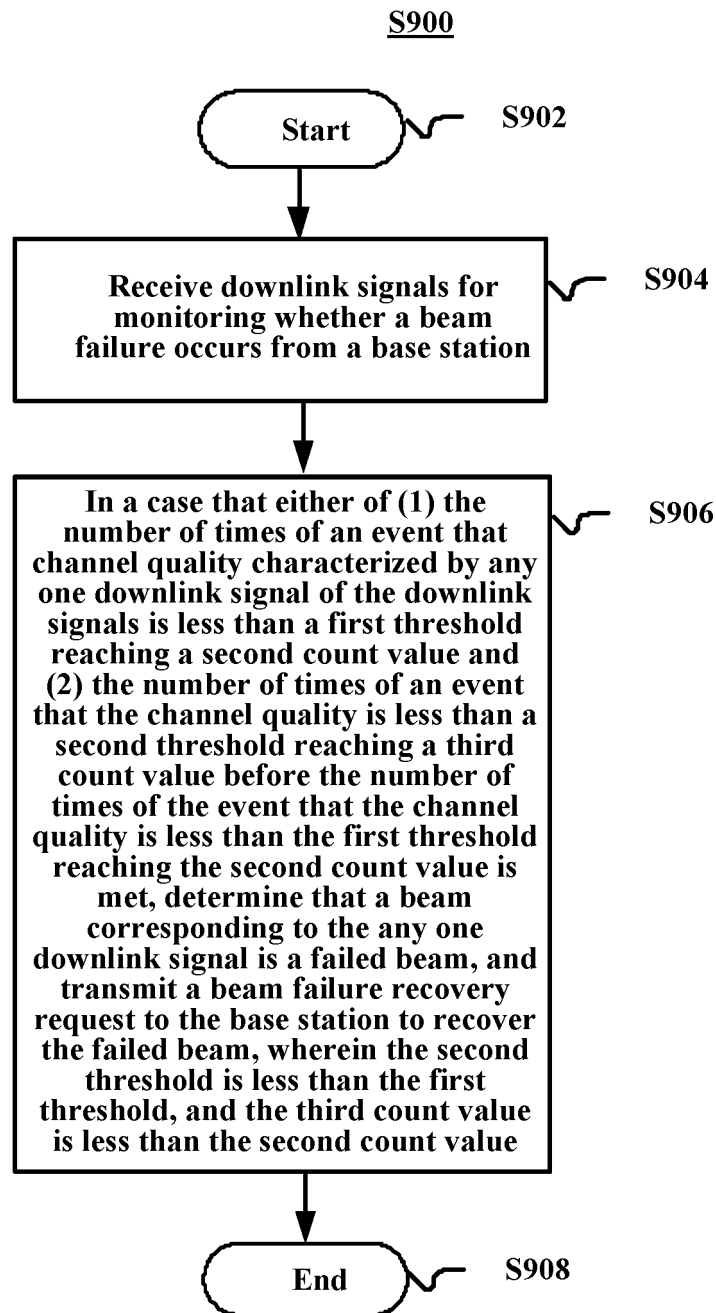 S900
Start
S902
Receive downlink signals for
monitoring whether a beam
failure occurs from a base station
S904
In a case that either of (1) the
number of times of an event that
channel quality characterized by any
one downlink signal of the downlink
signals is less than a first threshold
reaching a second count value and
(2) the number of times of an event
that the channel quality is less than a
second threshold reaching a third
count value before the number of
times of the event that the channel
quality is less than the first threshold
reaching the second count value is
met, determine that a beam
corresponding to the any one
downlink signal is a failed beam, and
transmit a beam failure recovery
request to the base station to recover
the failed beam, wherein the second
threshold is less than the first
threshold, and the third count value
is less than the second count value
S906
End
S908